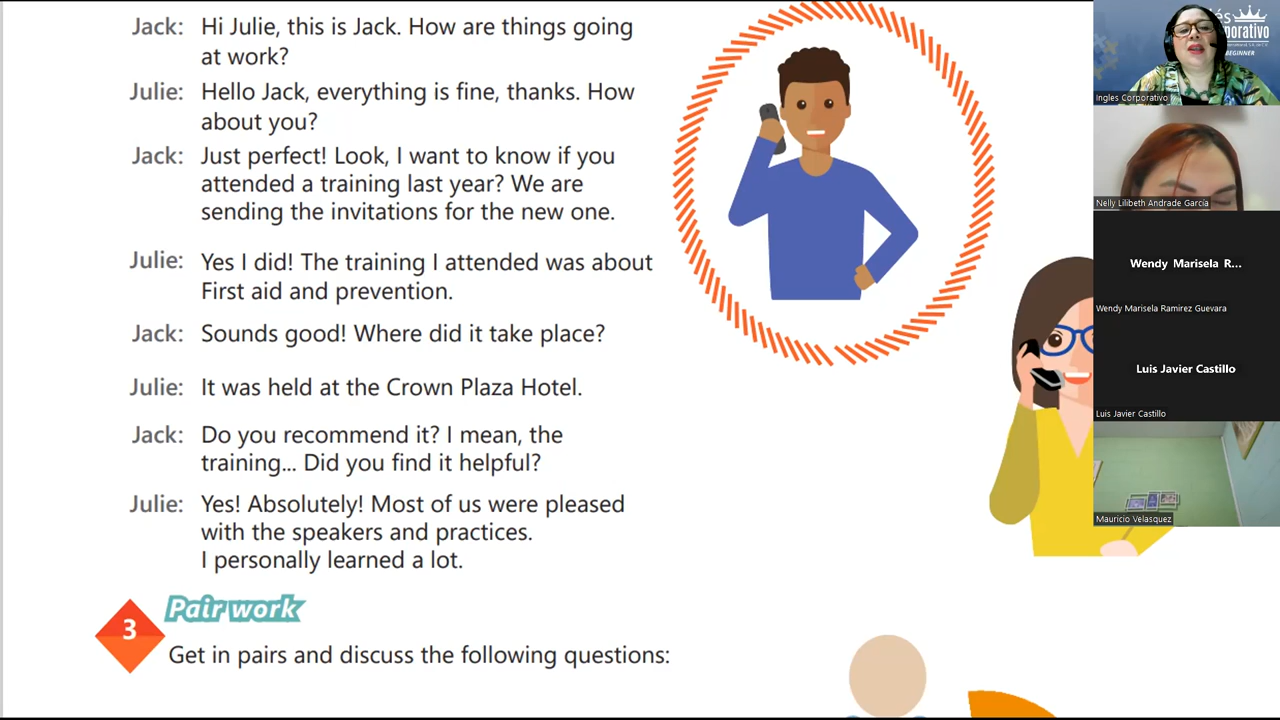 Jack: Hi Julie, this is Jack. How are things going
at work?
Julie: Hello Jack, everything is fine, thanks. How
about you?
Jack: Just perfect! Look, I want to know if you
attended a training last year? We are
sending the invitations for the new one.
Julie: Yes I did! The training I attended was about
First aid and prevention.
Jack: Sounds good! Where did it take place?
Julie: It was held at the Crown Plaza Hotel.
Jack: Do you recommend it? I mean, the
training... Did you find it helpful?
Julie: Yes! Absolutely! Most of us were pleased
with the speakers and practices.
I personally learned a lot.
3 Pair work
Get in pairs and discuss the following questions:
BEGINNER
Ingles Corporativo
Nelly Lilibeth Andrade García
Wendy Marisela R...
Wendy Marisela Ramirez Guevara
Luis Javier Castillo
Luis Javier Castillo
Mauricio Velasquez